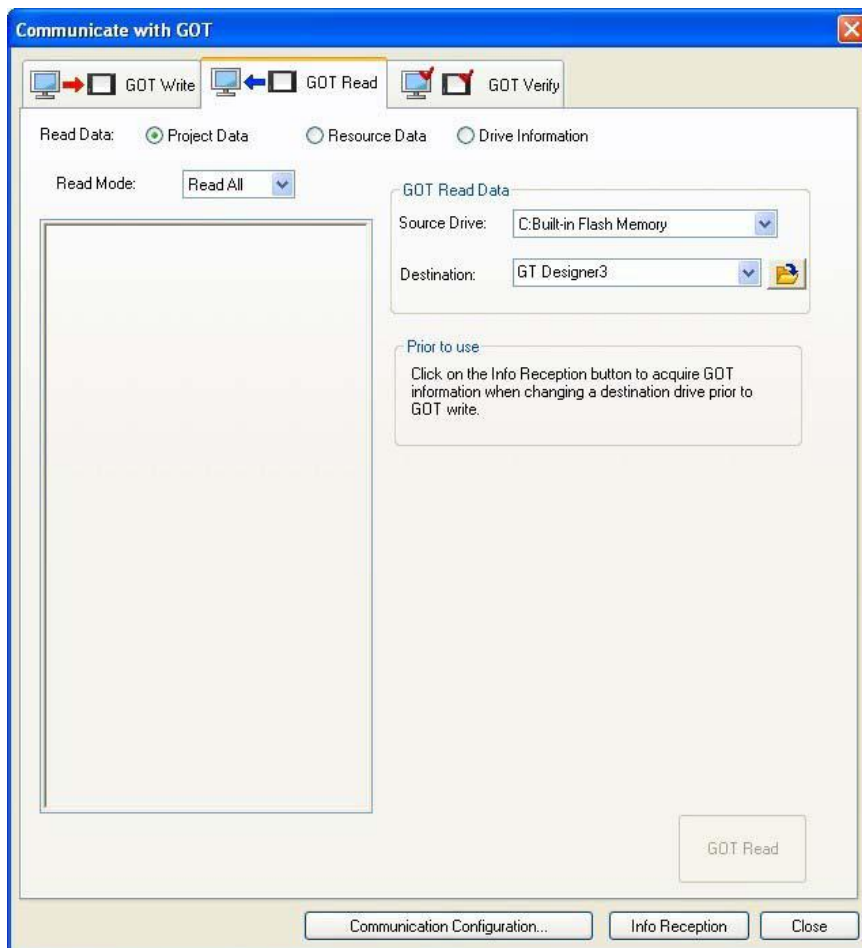 Communicate with GOT
GOT Write GOT Read GOT Verify
Read Data: Project Data Resource Data Drive Information
Read Mode: Read All
GOT Read Data
Source Drive: C:Built-in Flash Memory
Destination: GT Designer3
Prior to use
Click on the Info Reception button to acquire GOT
information when changing a destination drive prior to
GOT write.
GOT Read
Communication Configuration... Info Reception Close